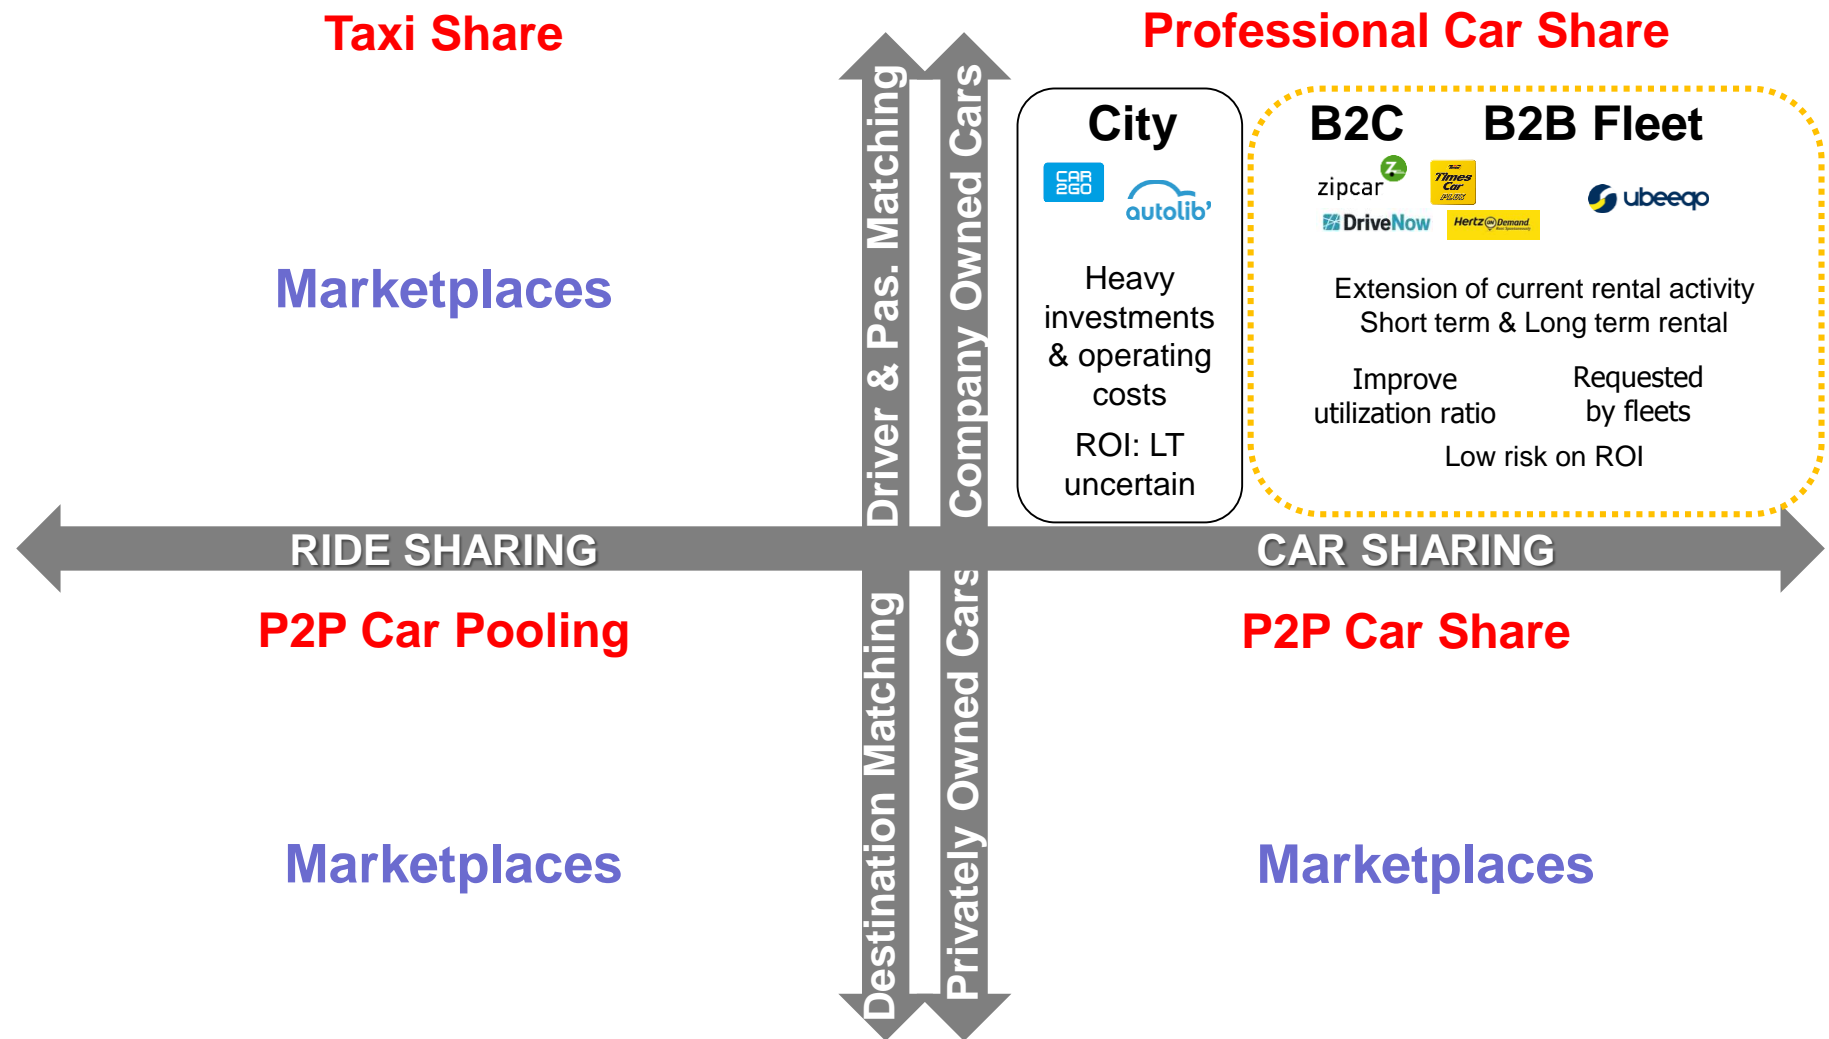 Taxi Share
Professional Car Share
Marketplaces
Driver & Pas. Matching
Company Owned Cars
City
CAR
2GO
autolib'
Heavy
investments
& operating
costs
ROI: LT
uncertain
B2C
B2B Fleet
zipcar
Times
Car
PLUS
DriveNow
Hertz ON Demand
ubeeqo
Extension of current rental activity
Short term & Long term rental
Improve
utilization ratio
Requested
by fleets
Low risk on ROI
RIDE SHARING
CAR SHARING
P2P Car Pooling
P2P Car Share
Destination Matching
Privately Owned Cars
Marketplaces
Marketplaces